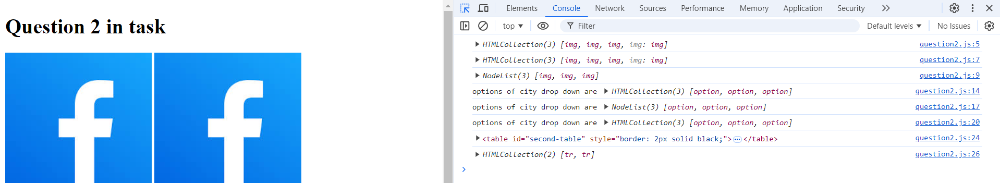 Question 2 in task
Elements Console Network Sources Performance Memory Application Security
top Filter Default levels No Issues
HTMLCollection(3) [img, img, img, img: img] question2.js:5
HTMLCollection(3) [img, img, img, img: img] question2.js:7
NodeList(3) [img, img, img] question2.js:9
options of city drop down are HTMLCollection(3) [option, option, option] question2.js:14
options of city drop down are NodeList(3) [option, option, option] question2.js:17
options of city drop down are HTMLCollection(3) [option, option, option] question2.js:20
<table id="second-table" style="border: 2px solid black;">…</table> question2.js:24
HTMLCollection(2) [tr, tr] question2.js:26